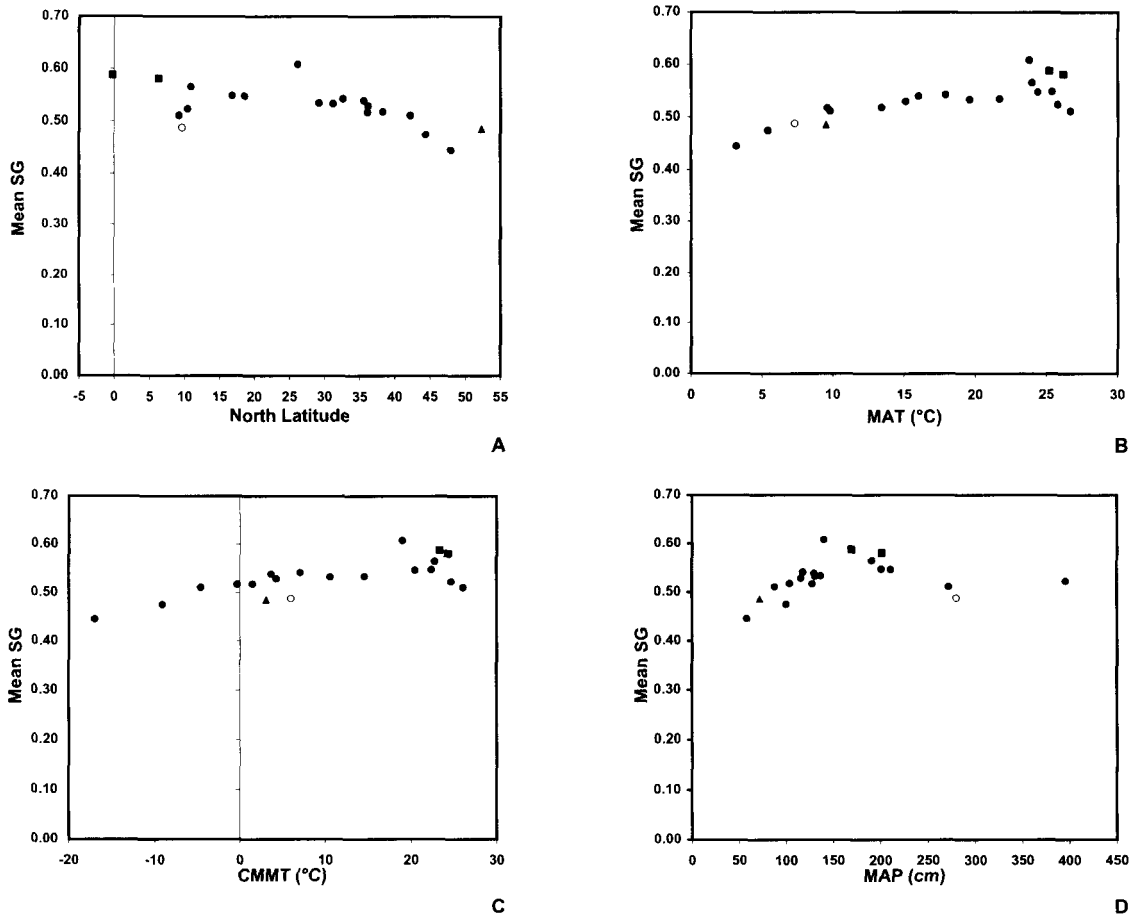 0.70
0.60
0.50
0.40
0.30
0.20
0.10
0.00
Mean SG
-5 0 5 10 15 20 25 30 35 40 45 50 55
North Latitude
A
0.70
0.60
0.50
0.40
0.30
0.20
0.10
0.00
Mean SG
0 5 10 15 20 25 30
MAT (°C)
B
0.70
0.60
0.50
0.40
0.30
0.20
0.10
0.00
Mean SG
-20 -10 0 10 20 30
CMMT (°C)
C
0.70
0.60
0.50
0.40
0.30
0.20
0.10
0.00
Mean SG
0 50 100 150 200 250 300 350 400 450
MAP (cm)
D